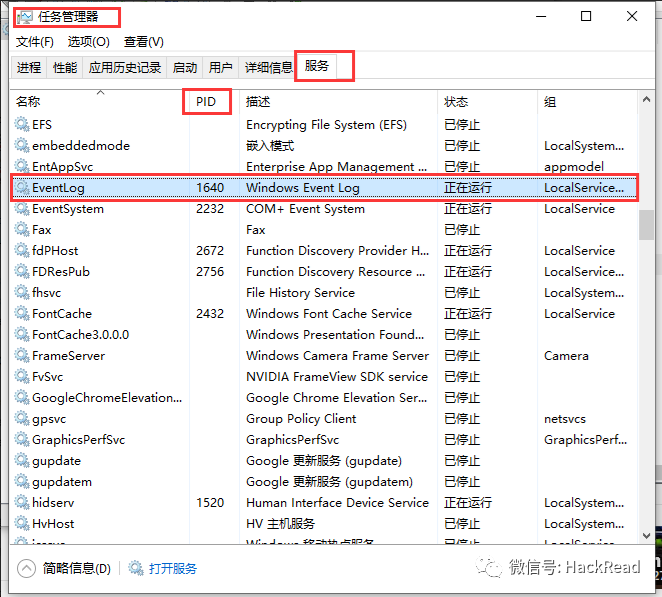 任务管理器
文件(F) 选项(O) 查看(V)
进程 性能 应用历史记录 启动 用户 详细信息 服务
名称 PID 描述 状态 组
EFS Encrypting File System (EFS) 已停止
embeddedmode 嵌入模式 已停止 LocalSystem...
EntAppSvc Enterprise App Management ... 已停止 appmodel
EventLog 1640 Windows Event Log 正在运行 LocalService...
EventSystem 2232 COM+ Event System 正在运行 LocalService
Fax Fax 已停止
fdPHost 2672 Function Discovery Provider H... 正在运行 LocalService
FDResPub 2756 Function Discovery Resource ... 正在运行 LocalService
fhsvc File History Service 已停止 LocalSystem...
FontCache 2432 Windows Font Cache Service 正在运行 LocalService
FontCache3.0.0.0 Windows Presentation Found... 已停止
FrameServer Windows Camera Frame Server 已停止 Camera
FvSvc NVIDIA FrameView SDK service 已停止
GoogleChromeElevation... Google Chrome Elevation Ser... 已停止
gpsvc Group Policy Client 已停止 netsvcs
GraphicsPerfSvc GraphicsPerfSvc 已停止 GraphicsPerf...
gupdate Google 更新服务 (gupdate) 已停止
gupdatem Google 更新服务 (gupdatem) 已停止
hidserv 1520 Human Interface Device Service 正在运行 LocalSystem...
HvHost HV 主机服务 已停止 LocalSystem...
icssvc Windows 移动热点服务 已停止 LocalService...
简略信息(D) 打开服务
微信号: HackRead